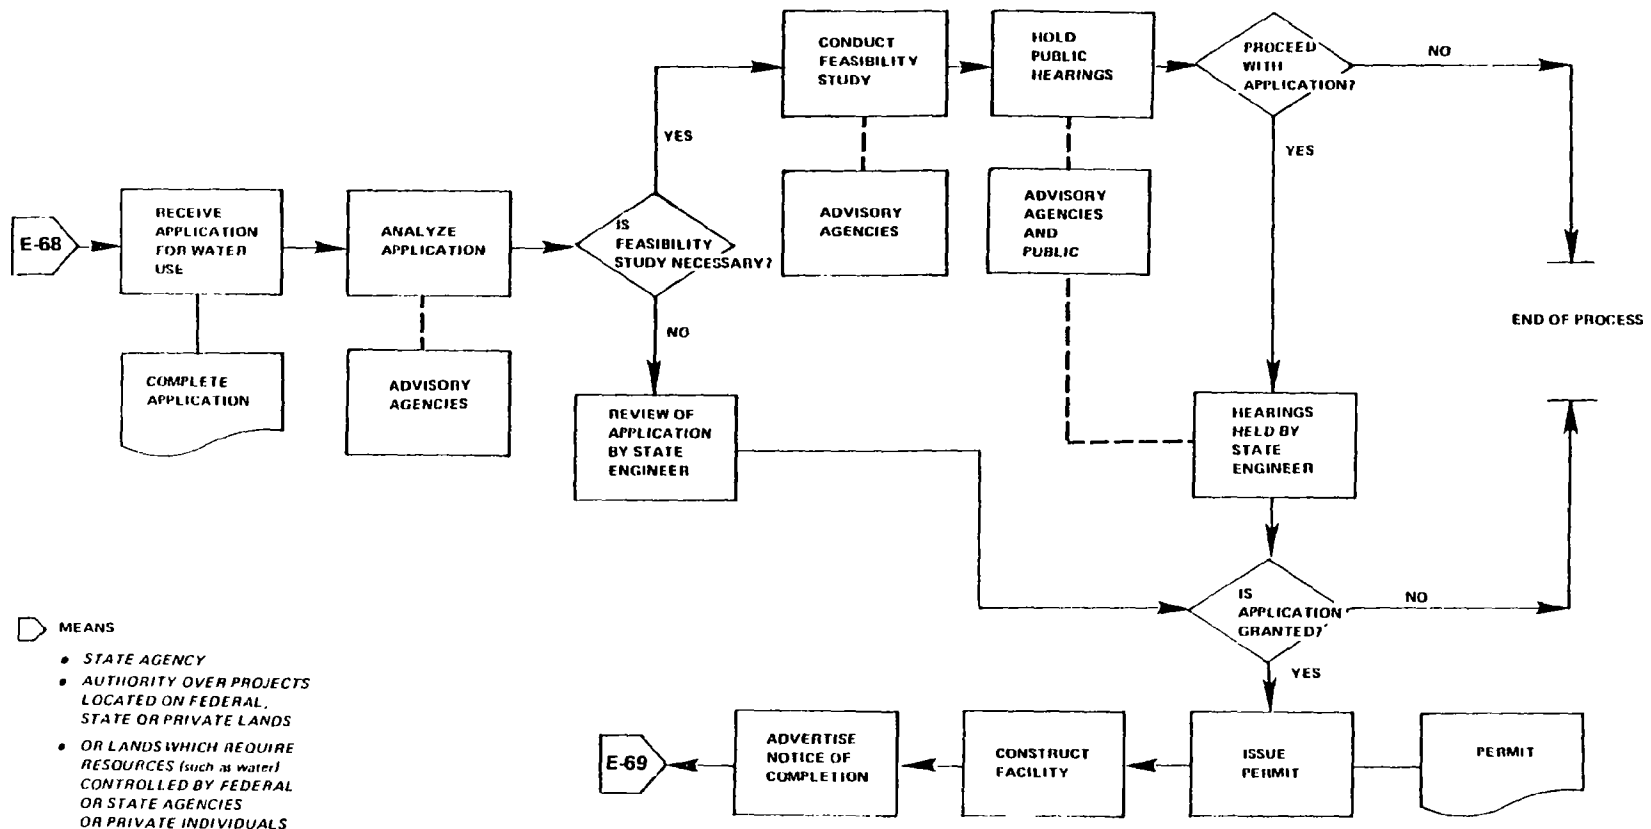 E-68
RECEIVE
APPLICATION
FOR WATER
USE
COMPLETE
APPLICATION
ANALYZE
APPLICATION
ADVISORY
AGENCIES
IS
FEASIBILITY
STUDY NECESSARY?
YES
NO
CONDUCT
FEASIBILITY
STUDY
ADVISORY
AGENCIES
HOLD
PUBLIC
HEARINGS
ADVISORY
AGENCIES
AND
PUBLIC
PROCEED
WITH
APPLICATION?
NO
YES
END OF PROCESS
REVIEW OF
APPLICATION
BY STATE
ENGINEER
HEARINGS
HELD BY
STATE
ENGINEER
IS
APPLICATION
GRANTED?
NO
YES
PERMIT
ISSUE
PERMIT
CONSTRUCT
FACILITY
ADVERTISE
NOTICE OF
COMPLETION
E-69
MEANS
• STATE AGENCY
• AUTHORITY OVER PROJECTS
LOCATED ON FEDERAL,
STATE OR PRIVATE LANDS
• OR LANDS WHICH REQUIRE
RESOURCES (such as water)
CONTROLLED BY FEDERAL
OR STATE AGENCIES
OR PRIVATE INDIVIDUALS